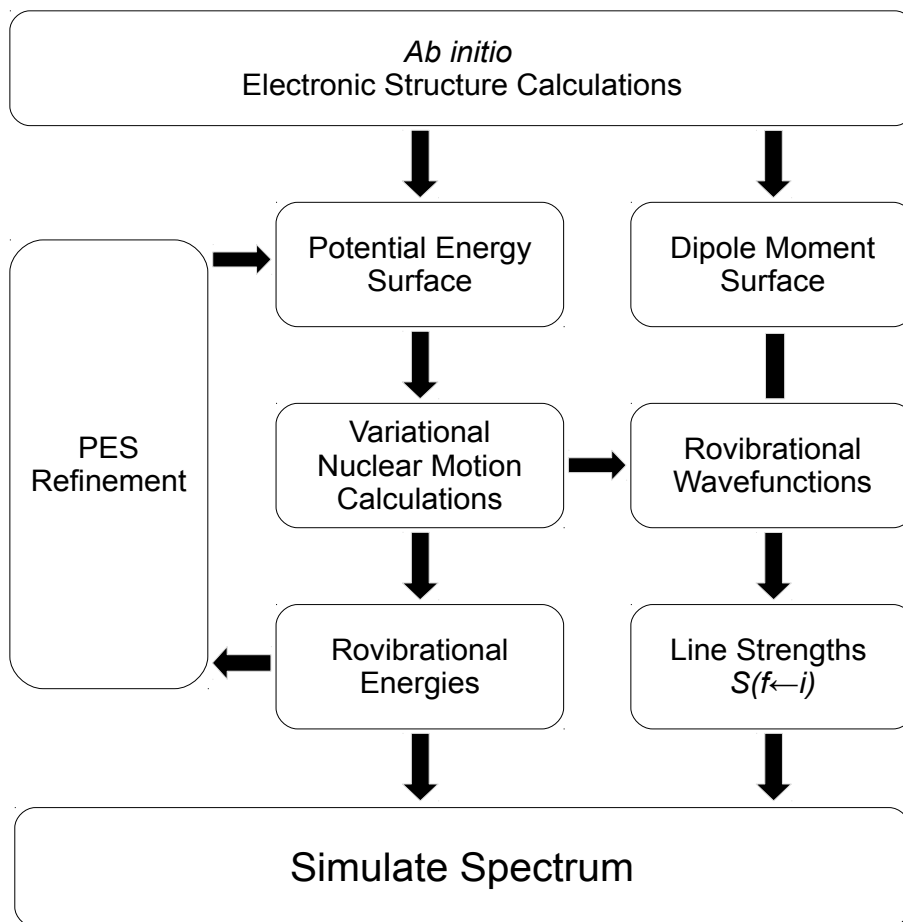 Ab initio
Electronic Structure Calculations
Potential Energy
Surface
Dipole Moment
Surface
PES
Refinement
Variational
Nuclear Motion
Calculations
Rovibrational
Wavefunctions
Rovibrational
Energies
Line Strengths
S(f←i)
Simulate Spectrum